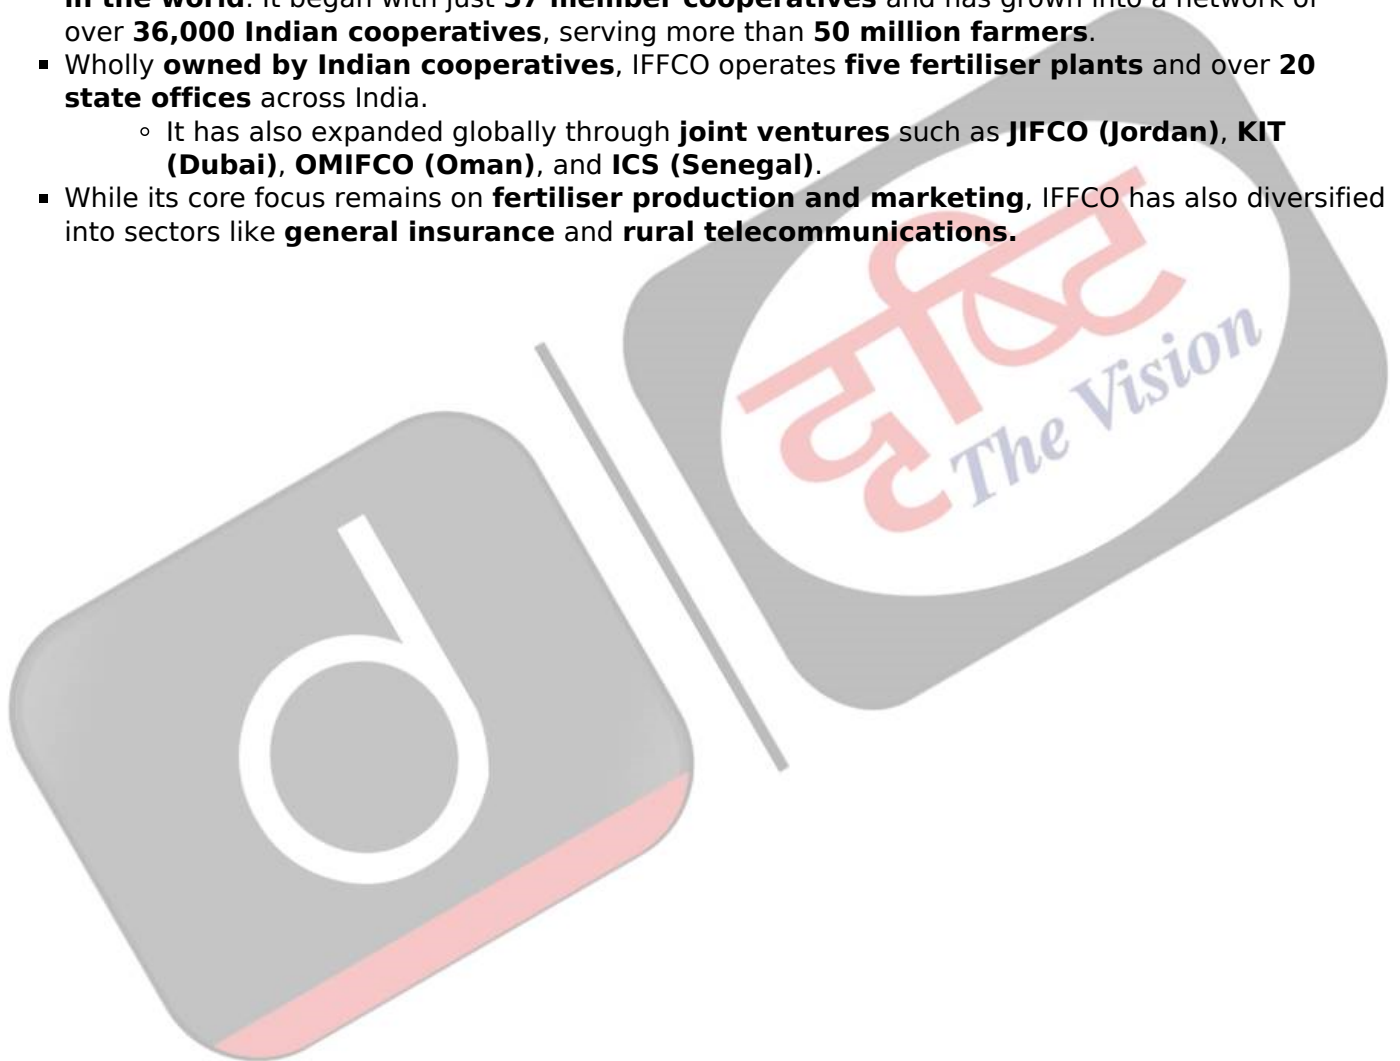 in the world. It began with just 57 member cooperatives and has grown into a network of
over 36,000 Indian cooperatives, serving more than 50 million farmers.
▪ Wholly owned by Indian cooperatives, IFFCO operates five fertiliser plants and over 20
state offices across India.
◦ It has also expanded globally through joint ventures such as JIFCO (Jordan), KIT
(Dubai), OMIFCO (Oman), and ICS (Senegal).
▪ While its core focus remains on fertiliser production and marketing, IFFCO has also diversified
into sectors like general insurance and rural telecommunications.
दृष्टि
The Vision
d